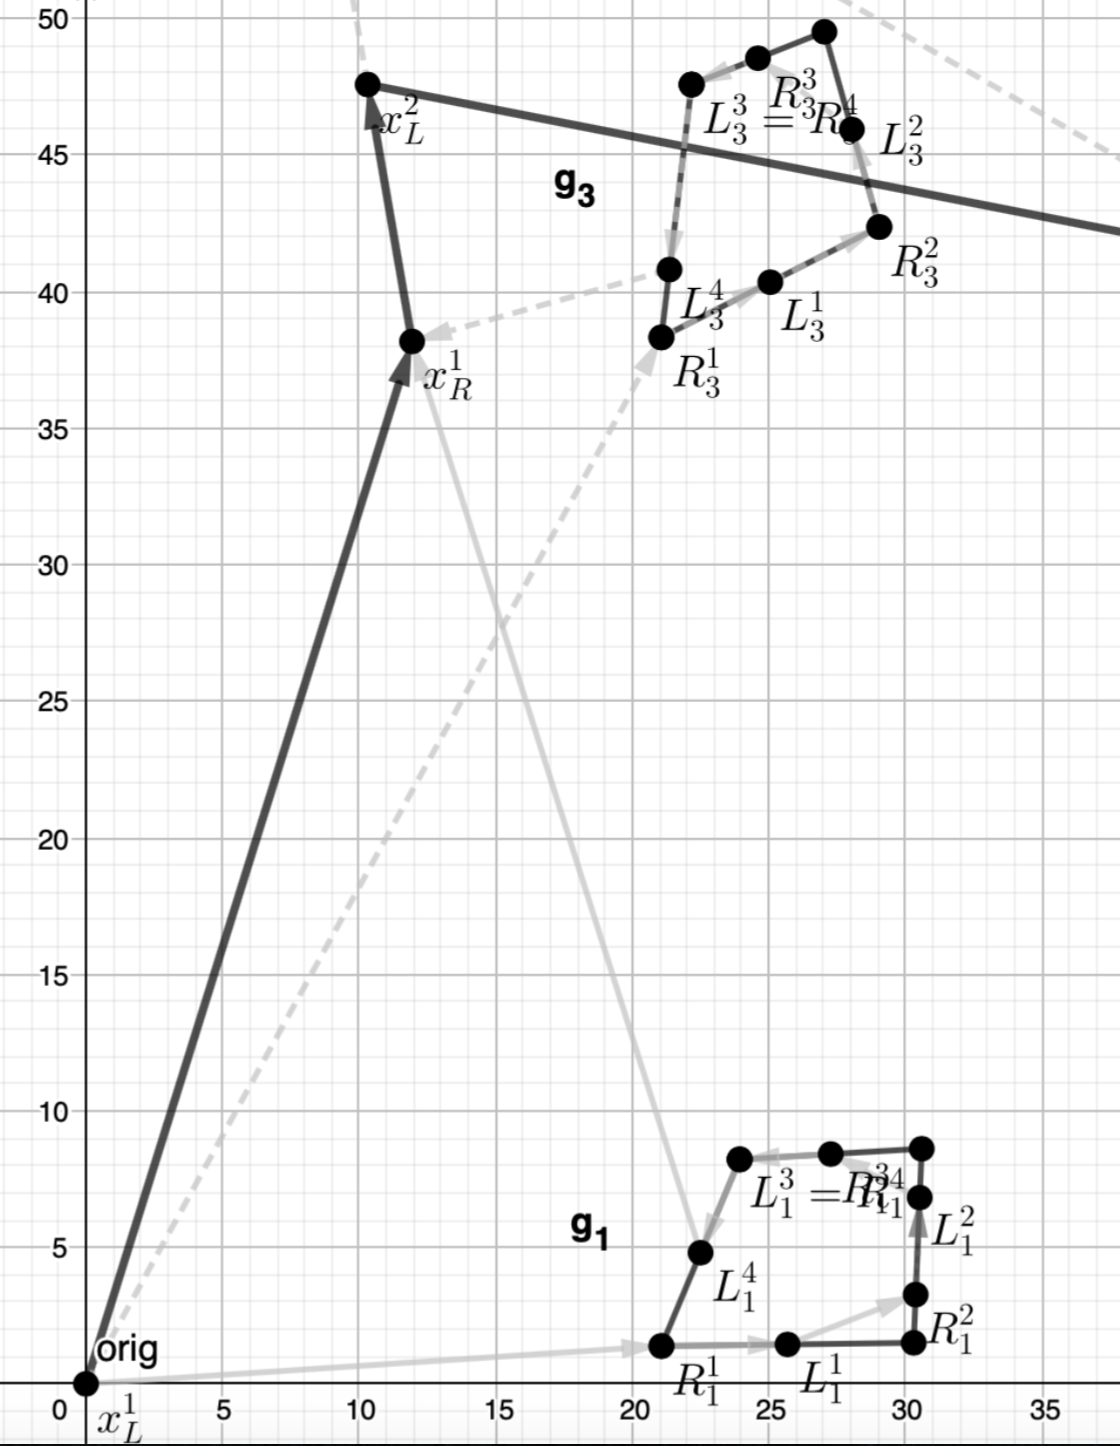 50
45
40
35
30
25
20
15
10
5
0
5
10
15
20
25
30
35
x_L^2
g_3
L_3^3 = R_3^4
R_3^3
L_3^2
R_3^2
L_3^4
L_3^1
R_3^1
x_R^1
g_1
L_1^3 = R_1^4
R_1^3
L_1^2
L_1^4
R_1^2
R_1^1
L_1^1
orig
x_L^1